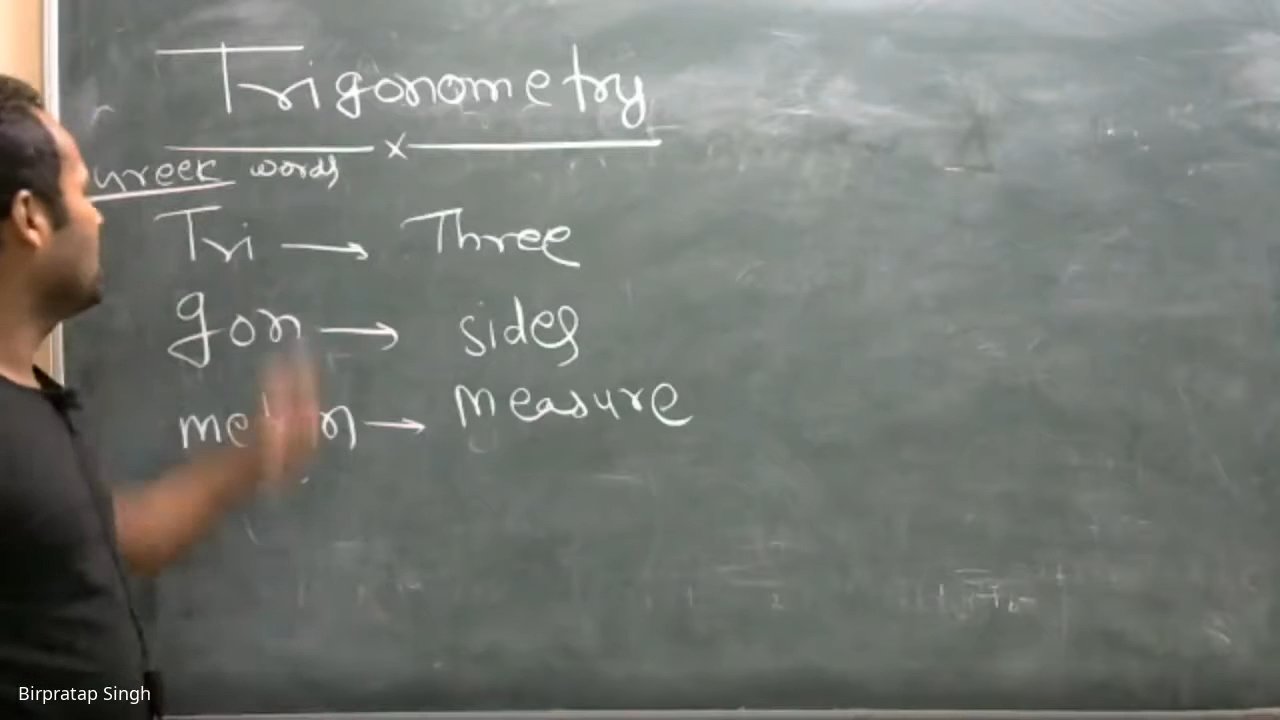 Trigonometry
x
Greek words
Tri → Three
gon → sides
→ Measure
Birpratap Singh